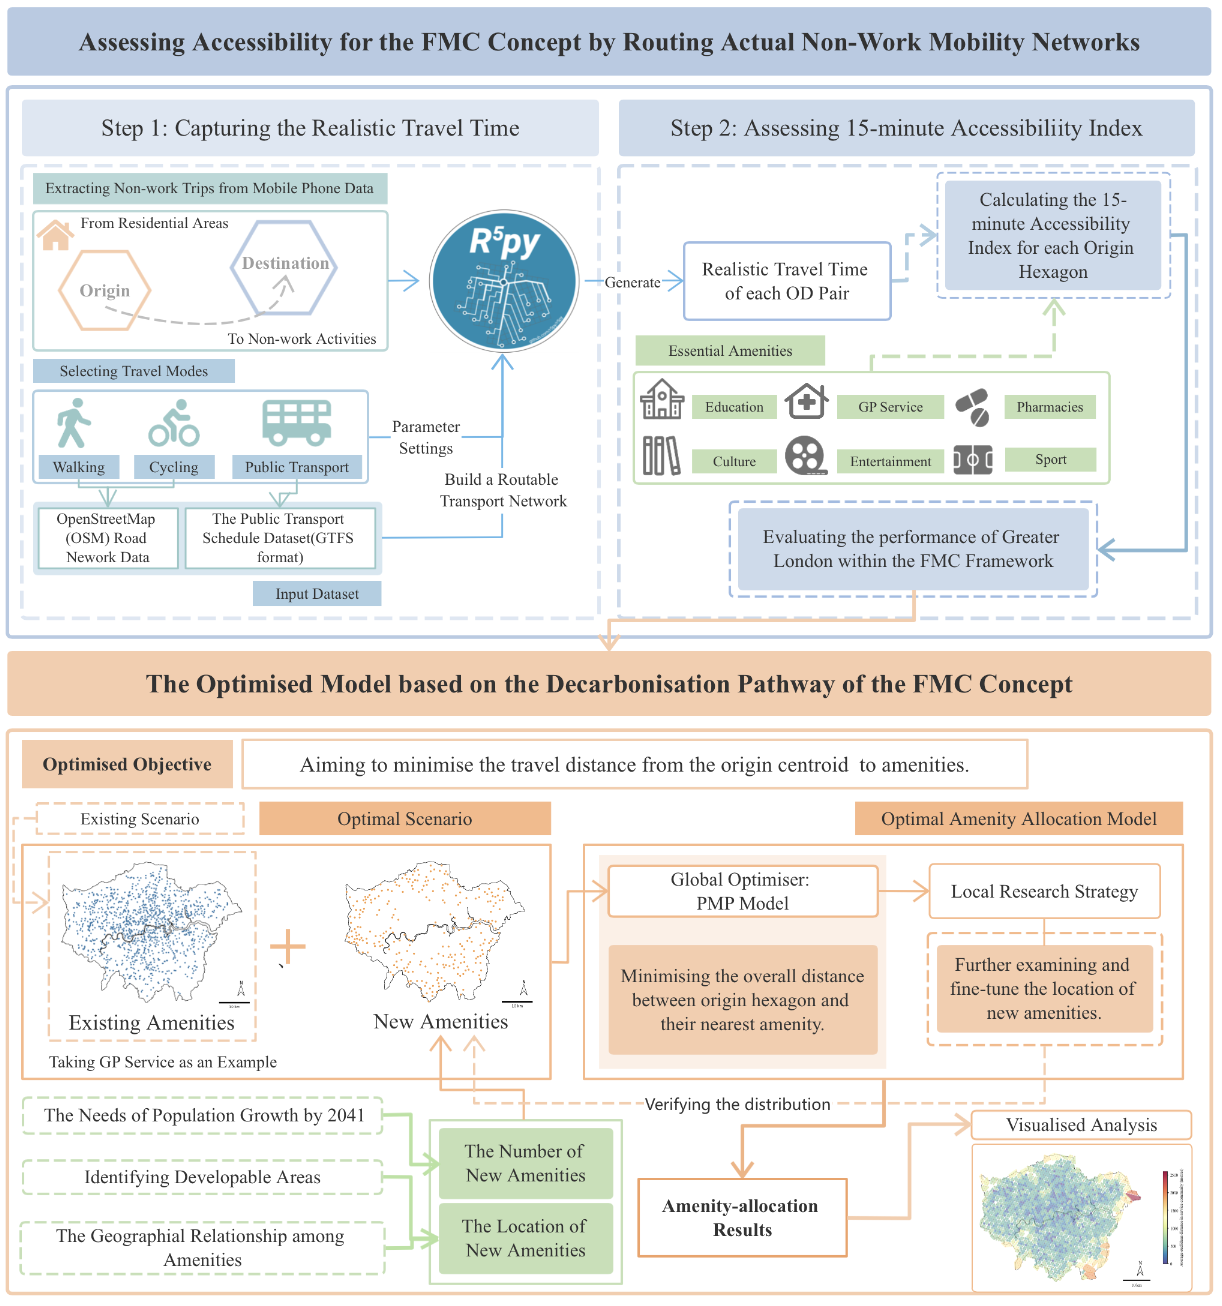 Assessing Accessibility for the FMC Concept by Routing Actual Non-Work Mobility Networks
Step 1: Capturing the Realistic Travel Time
Extracting Non-work Trips from Mobile Phone Data
From Residential Areas
Origin
Destination
To Non-work Activities
R5py
Selecting Travel Modes
Walking
Cycling
Public Transport
Parameter
Settings
Build a Routable
Transport Network
OpenStreetMap
(OSM) Road
Nework Data
The Public Transport
Schedule Dataset(GTFS
format)
Input Dataset
Generate
Step 2: Assessing 15-minute Accessibiliity Index
Realistic Travel Time
of each OD Pair
Calculating the 15-
minute Accessibility
Index for each Origin
Hexagon
Essential Amenities
Education
GP Service
Pharmacies
Culture
Entertainment
Sport
Evaluating the performance of Greater
London within the FMC Framework
The Optimised Model based on the Decarbonisation Pathway of the FMC Concept
Optimised Objective
Aiming to minimise the travel distance from the origin centroid to amenities.
Existing Scenario
Optimal Scenario
Optimal Amenity Allocation Model
Existing Amenities
+
、
New Amenities
Taking GP Service as an Example
Global Optimiser:
PMP Model
Minimising the overall distance
between origin hexagon and
their nearest amenity.
Local Research Strategy
Further examining and
fine-tune the location of
new amenities.
Verifying the distribution
The Needs of Population Growth by 2041
Identifying Developable Areas
The Geographial Relationship among
Amenities
The Number of
New Amenities
The Location of
New Amenities
Amenity-allocation
Results
Visualised Analysis